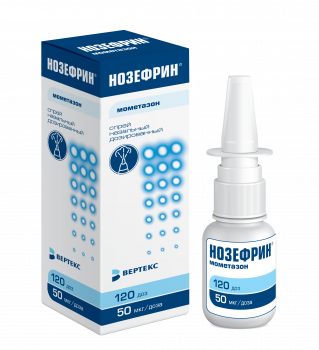 НОЗЕФРИН®
мометазон
НОЗЕФРИН®
мометазон
спрей
назальный
дозированный
ВЕРТЕКС
120 доз
50 мкг/доза
НОЗЕФРИН®
мометазон
120 доз
50 мкг/доза